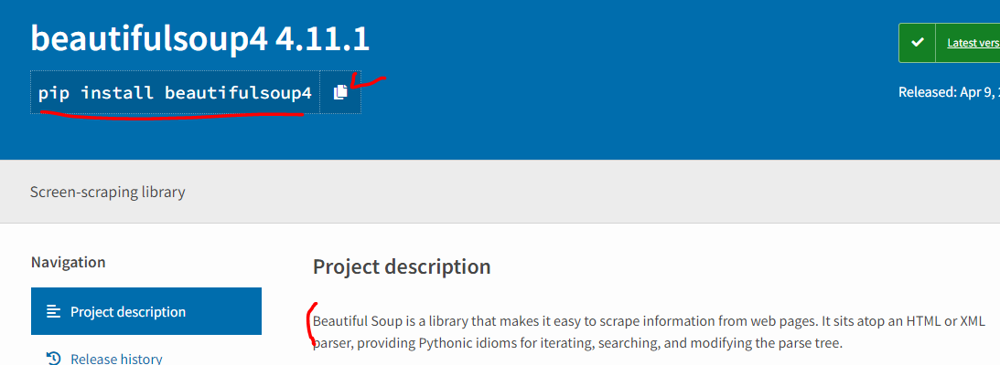 beautifulsoup4 4.11.1
pip install beautifulsoup4
Latest vers
Released: Apr 9,
Screen-scraping library
Navigation
Project description
Release history
Project description
Beautiful Soup is a library that makes it easy to scrape information from web pages. It sits atop an HTML or XML
parser, providing Pythonic idioms for iterating, searching, and modifying the parse tree.